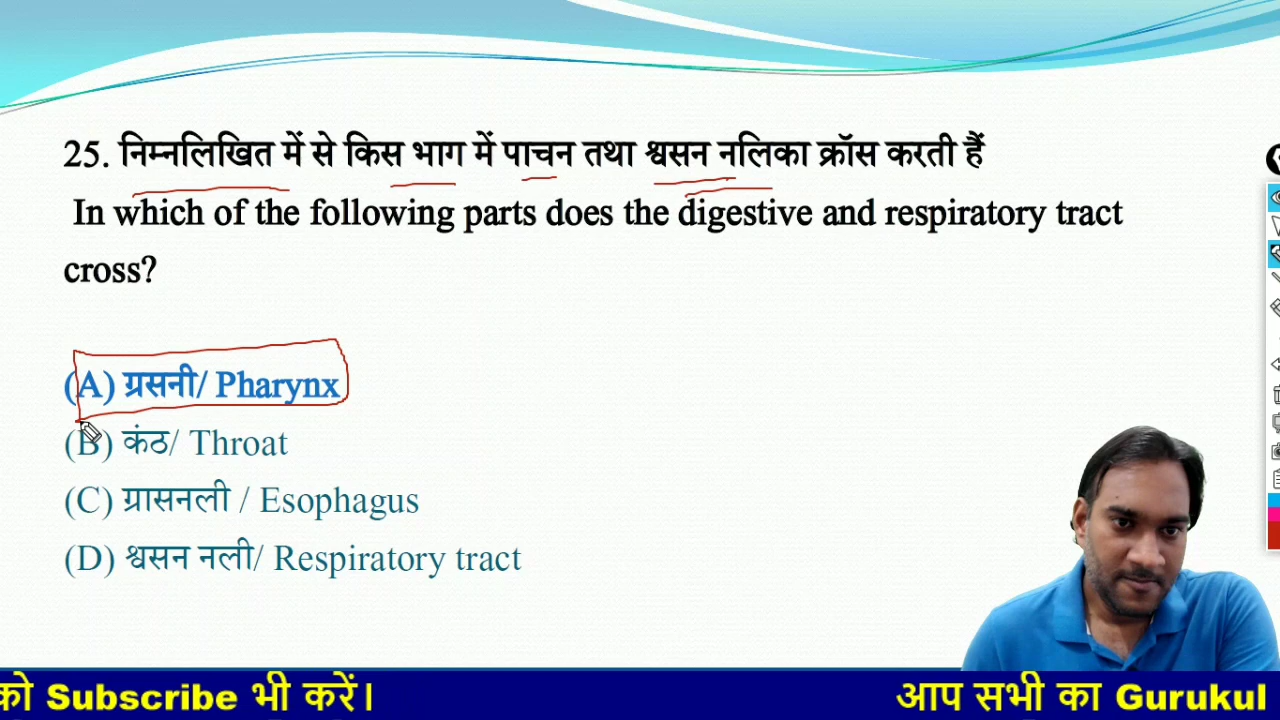 25. निम्नलिखित में से किस भाग में पाचन तथा श्वसन नलिका क्रॉस करती हैं
In which of the following parts does the digestive and respiratory tract
cross?
(A) ग्रसनी/ Pharynx
(B) कंठ/ Throat
(C) ग्रासनली / Esophagus
(D) श्वसन नली/ Respiratory tract
को Subscribe भी करें। आप सभी का Gurukul